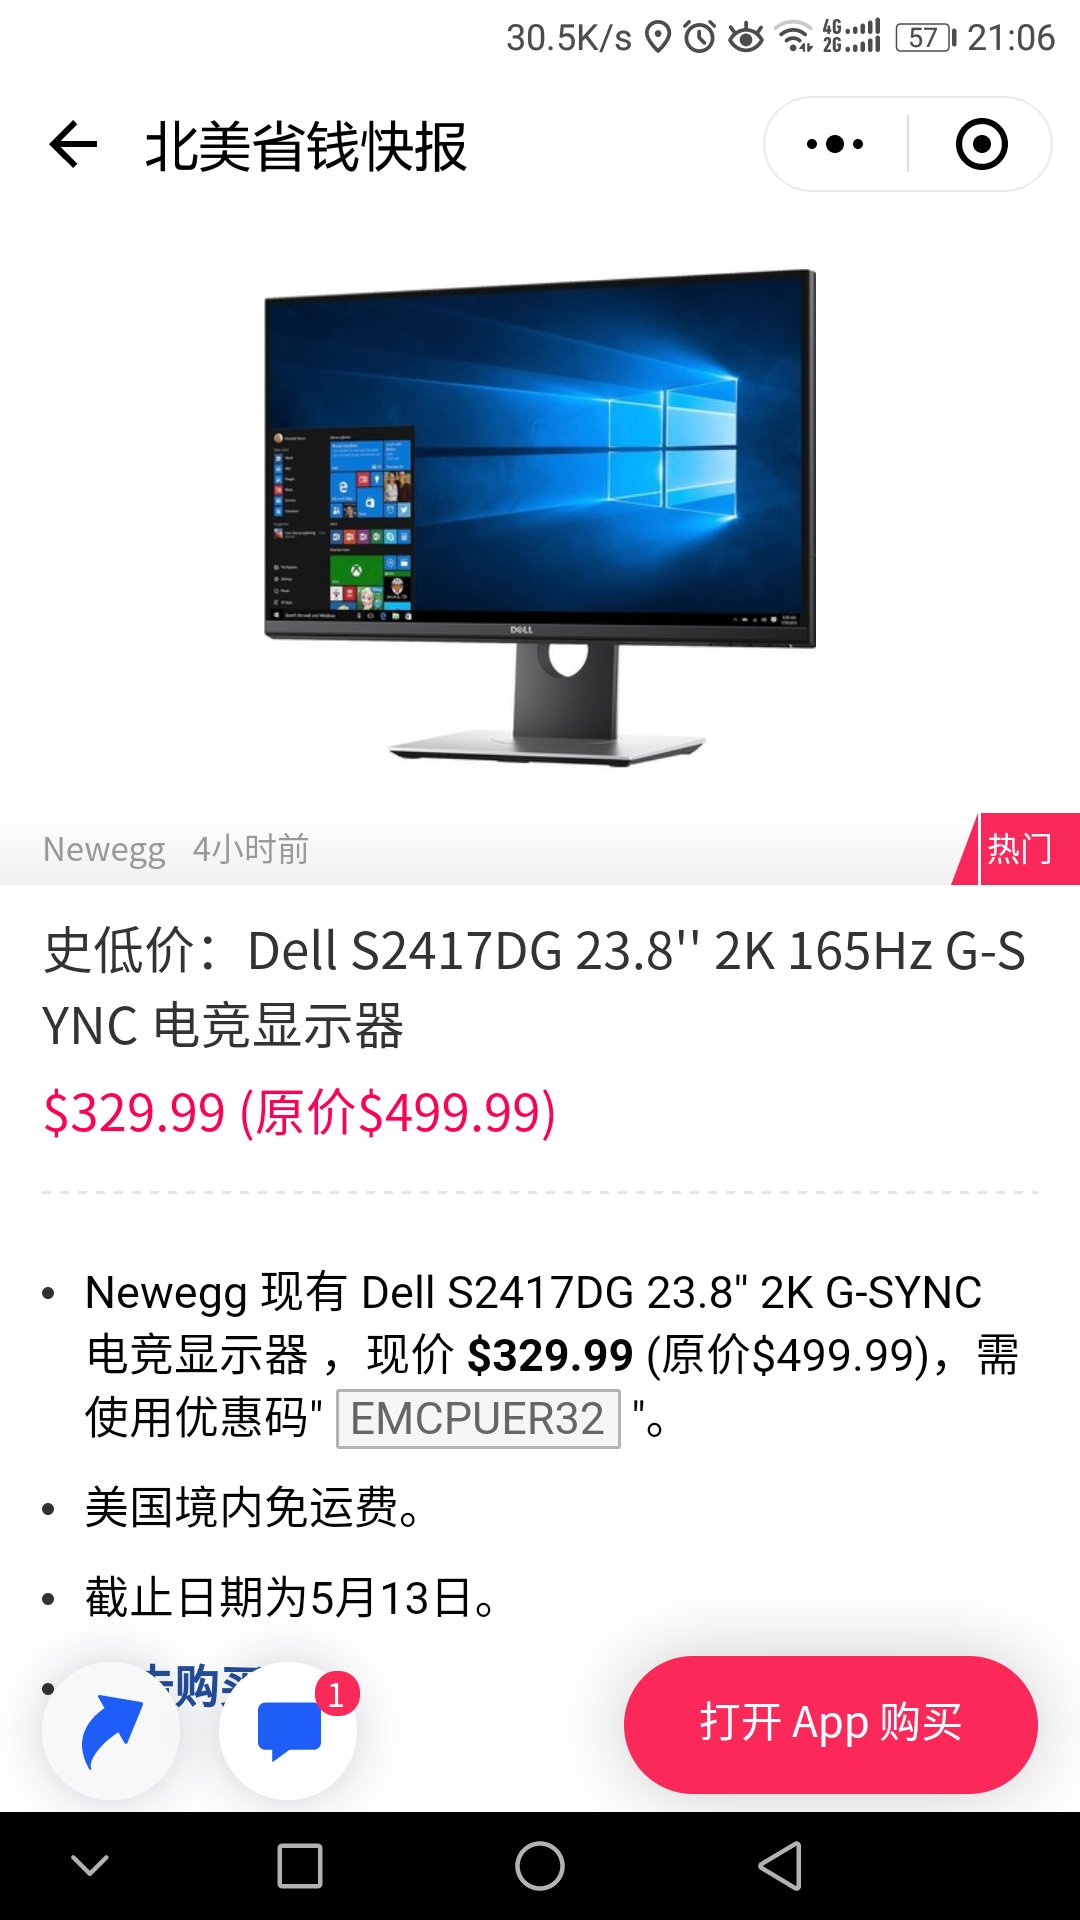 30.5K/s 4G 2G 57 21:06
北美省钱快报
DELL
Newegg 4小时前
热门
史低价：Dell S2417DG 23.8'' 2K 165Hz G-S
YNC 电竞显示器
$329.99 (原价$499.99)
Newegg 现有 Dell S2417DG 23.8" 2K G-SYNC
电竞显示器 ，现价 $329.99 (原价$499.99)，需
使用优惠码" EMCPUER32 "。
美国境内免运费。
截止日期为5月13日。
去购买
1
打开 App 购买